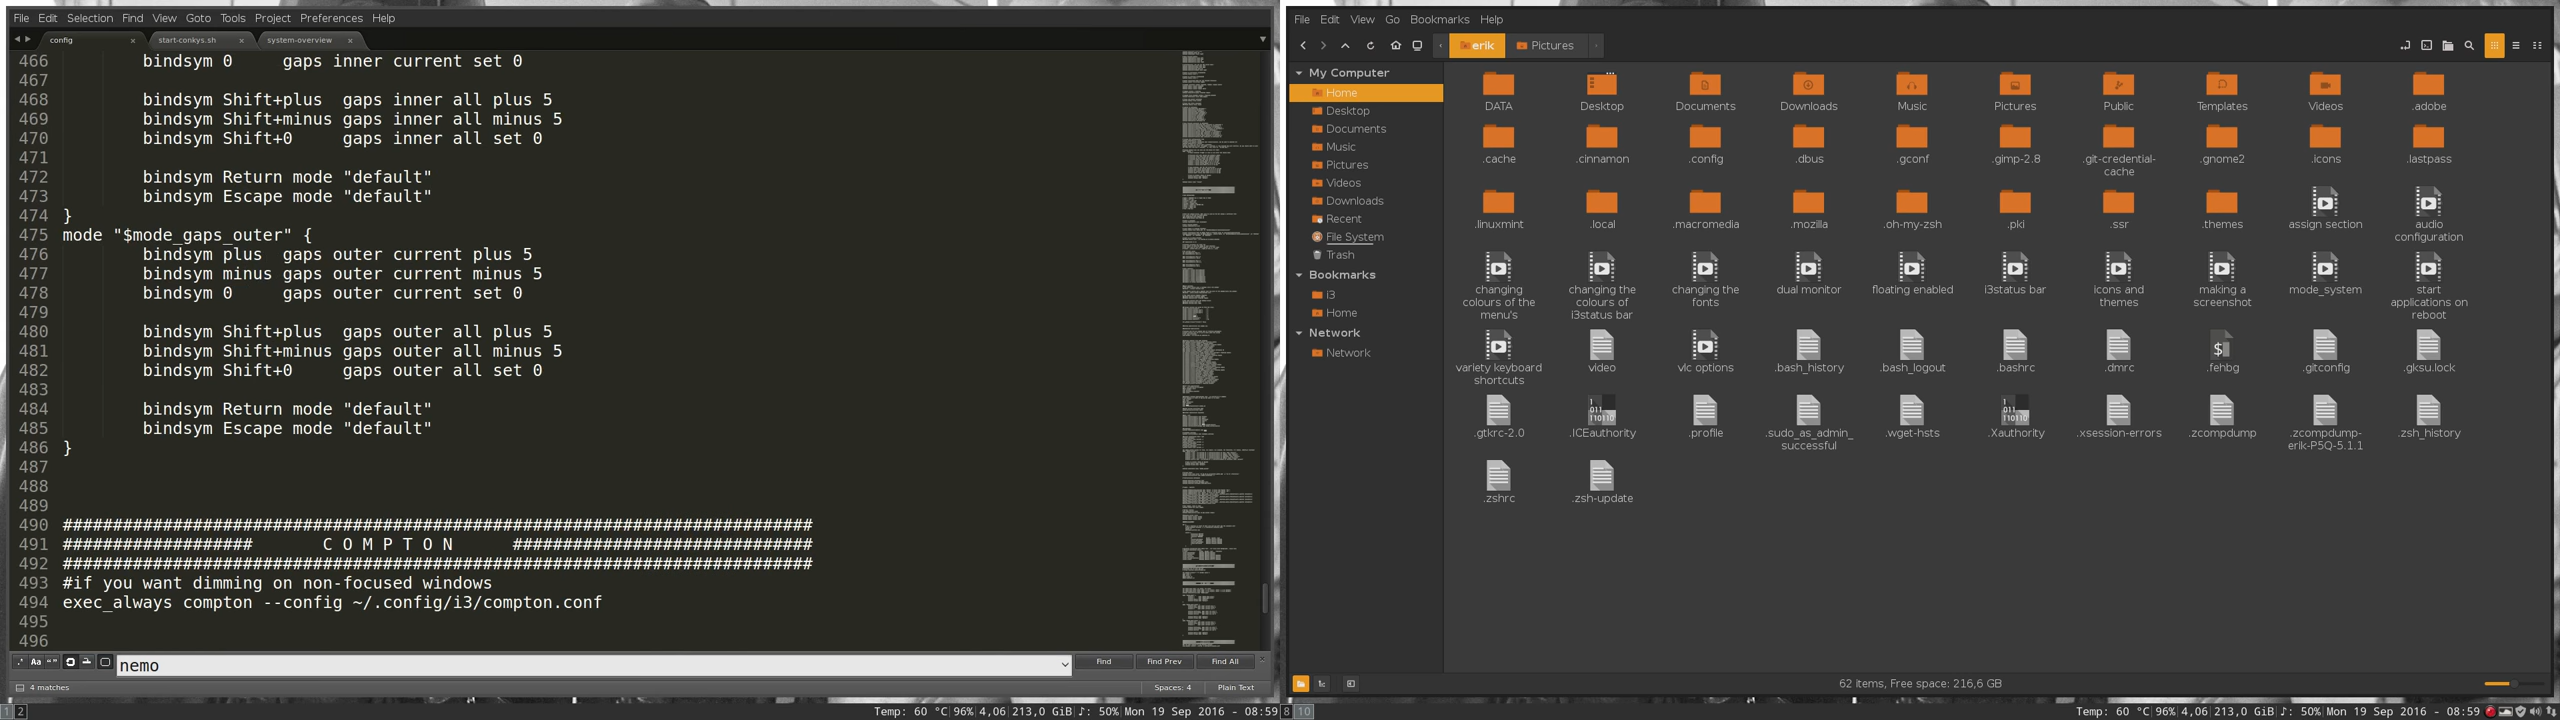 File Edit Selection Find View Goto Tools Project Preferences Help
config start-conkys.sh system-overview
466 bindsym 0 gaps inner current set 0
467
468 bindsym Shift+plus gaps inner all plus 5
469 bindsym Shift+minus gaps inner all minus 5
470 bindsym Shift+0 gaps inner all set 0
471
472 bindsym Return mode "default"
473 bindsym Escape mode "default"
474 }
475 mode "$mode_gaps_outer" {
476 bindsym plus gaps outer current plus 5
477 bindsym minus gaps outer current minus 5
478 bindsym 0 gaps outer current set 0
479
480 bindsym Shift+plus gaps outer all plus 5
481 bindsym Shift+minus gaps outer all minus 5
482 bindsym Shift+0 gaps outer all set 0
483
484 bindsym Return mode "default"
485 bindsym Escape mode "default"
486 }
487
488
489
490 ###########################################################################
491 ################### C O M P T O N ##############################
492 ###########################################################################
493 #if you want dimming on non-focused windows
494 exec_always compton --config ~/.config/i3/compton.conf
495
496
.* Aa “” nemo Find Find Prev Find All
4 matches Spaces: 4 Plain Text
1 2 Temp: 60 °C|96%|4,06|213,0 GiB|♪: 50%|Mon 19 Sep 2016 - 08:59
File Edit View Go Bookmarks Help
erik Pictures
My Computer
Home
Desktop
Documents
Music
Pictures
Videos
Downloads
Recent
File System
Trash
Bookmarks
i3
Home
Network
Network
DATA Desktop Documents Downloads Music Pictures Public Templates Videos .adobe
.cache .cinnamon .config .dbus .gconf .gimp-2.8 .git-credential- .gnome2 .icons .lastpass
cache
.linuxmint .local .macromedia .mozilla .oh-my-zsh .pki .ssr .themes assign section audio
configuration
changing changing the changing the dual monitor floating enabled i3status bar icons and making a mode_system start
colours of the colours of fonts themes screenshot applications on
menu's i3status bar reboot
variety keyboard video vlc options .bash_history .bash_logout .bashrc .dmrc .fehbg .gitconfig .gksu.lock
shortcuts
.gtkrc-2.0 .ICEauthority .profile .sudo_as_admin_ .wget-hsts .Xauthority .xsession-errors .zcompdump .zcompdump- .zsh_history
successful erik-P5Q-5.1.1
.zshrc .zsh-update
62 items, Free space: 216,6 GB
8 10 Temp: 60 °C|96%|4,06|213,0 GiB|♪: 50%|Mon 19 Sep 2016 - 08:59